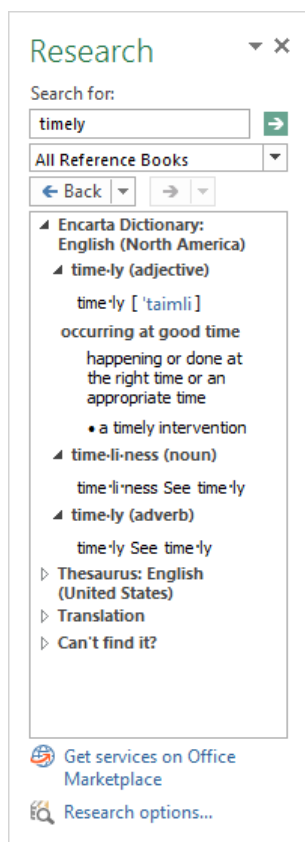 Research
Search for:
timely
All Reference Books
Back
Encarta Dictionary:
English (North America)
time·ly (adjective)
time·ly [ 'taimli ]
occurring at good time
happening or done at
the right time or an
appropriate time
• a timely intervention
time·li·ness (noun)
time·li·ness See time·ly
time·ly (adverb)
time·ly See time·ly
Thesaurus: English
(United States)
Translation
Can't find it?
Get services on Office
Marketplace
Research options...